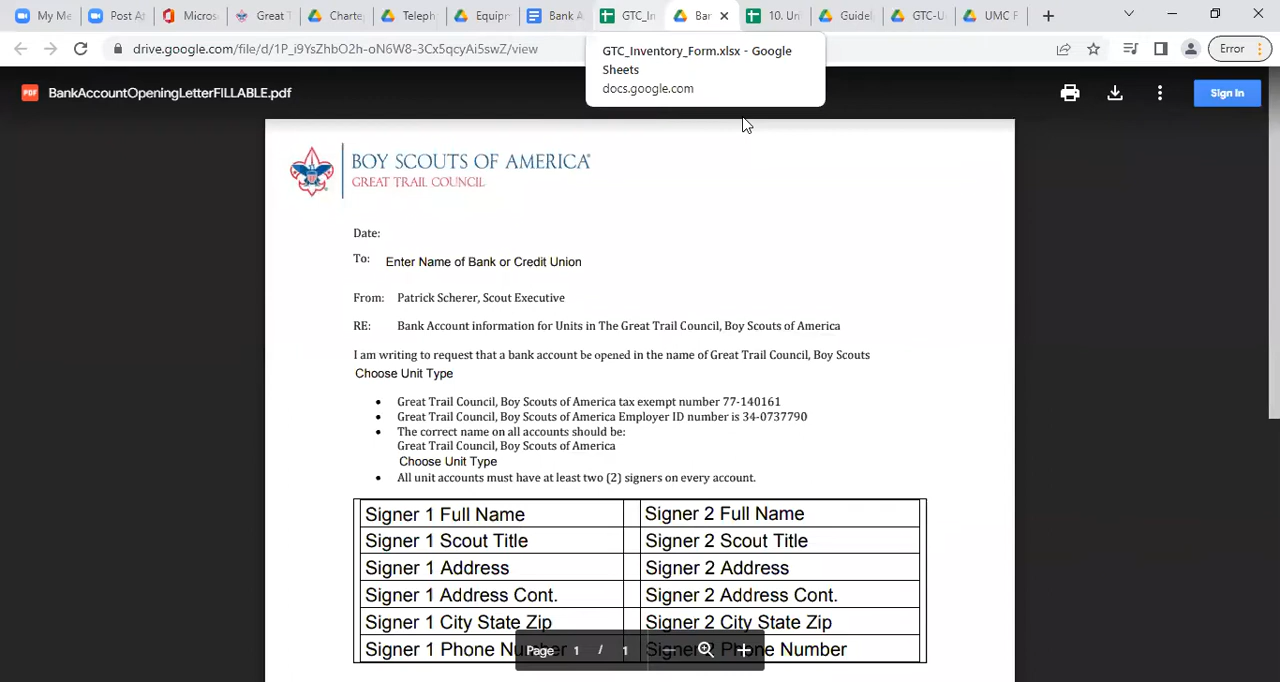 My Me
Post At
Micros
Great T
Charte
Teleph
Equipn
Bank A
GTC_In
Bar
10. Un
Guidel
GTC-U
UMC F
drive.google.com/file/d/1P_i9YsZhbO2h-oN6W8-3Cx5qcyAi5swZ/view
Error
GTC_Inventory_Form.xlsx - Google
Sheets
docs.google.com
PDF
BankAccountOpeningLetterFILLABLE.pdf
Sign In
BOY SCOUTS OF AMERICA®
GREAT TRAIL COUNCIL
Date:
To: Enter Name of Bank or Credit Union
From: Patrick Scherer, Scout Executive
RE: Bank Account information for Units in The Great Trail Council, Boy Scouts of America
I am writing to request that a bank account be opened in the name of Great Trail Council, Boy Scouts
Choose Unit Type
• Great Trail Council, Boy Scouts of America tax exempt number 77-140161
• Great Trail Council, Boy Scouts of America Employer ID number is 34-0737790
• The correct name on all accounts should be:
Great Trail Council, Boy Scouts of America
Choose Unit Type
• All unit accounts must have at least two (2) signers on every account.
Signer 1 Full Name Signer 2 Full Name
Signer 1 Scout Title Signer 2 Scout Title
Signer 1 Address Signer 2 Address
Signer 1 Address Cont. Signer 2 Address Cont.
Signer 1 City State Zip Signer 2 City State Zip
Signer 1 Phone Number Signer 2 Phone Number
Page 1 / 1